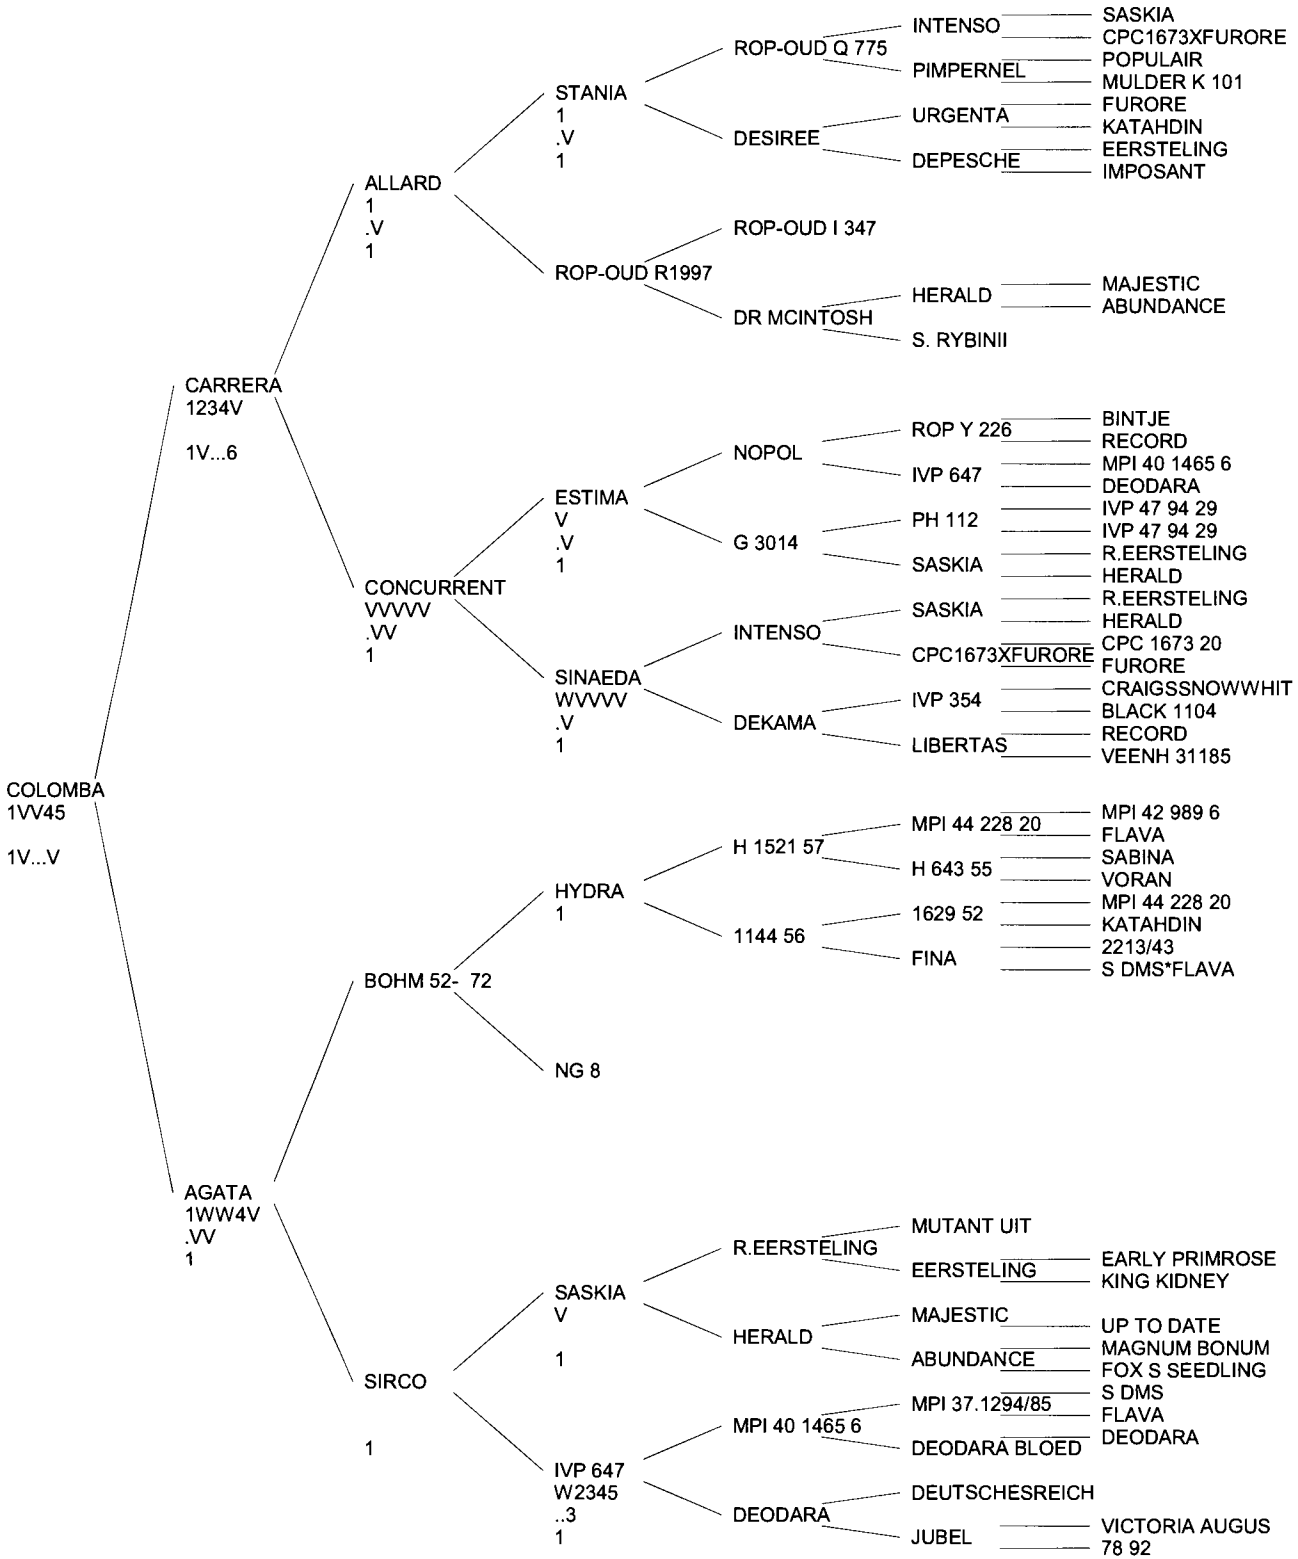 COLOMBA
1VV45
1V...V
CARRERA
1234V
1V...6
AGATA
1WW4V
.VV
1
ALLARD
1
.V
1
CONCURRENT
VVVVV
.VV
1
BOHM 52- 72
SIRCO
1
STANIA
1
.V
1
ROP-OUD R1997
ESTIMA
V
.V
1
SINAEDA
WVVVV
.V
1
HYDRA
1
NG 8
SASKIA
V
1
IVP 647
W2345
..3
1
ROP-OUD Q 775
DESIREE
ROP-OUD I 347
DR MCINTOSH
NOPOL
G 3014
INTENSO
DEKAMA
H 1521 57
1144 56
R.EERSTELING
HERALD
MPI 40 1465 6
DEODARA
INTENSO
PIMPERNEL
URGENTA
DEPESCHE
HERALD
S. RYBINII
ROP Y 226
IVP 647
PH 112
SASKIA
SASKIA
CPC1673XFURORE
IVP 354
LIBERTAS
MPI 44 228 20
H 643 55
1629 52
FINA
MUTANT UIT
EERSTELING
MAJESTIC
ABUNDANCE
MPI 37.1294/85
DEODARA BLOED
DEUTSCHESREICH
JUBEL
SASKIA
CPC1673XFURORE
POPULAIR
MULDER K 101
FURORE
KATAHDIN
EERSTELING
IMPOSANT
MAJESTIC
ABUNDANCE
BINTJE
RECORD
MPI 40 1465 6
DEODARA
IVP 47 94 29
IVP 47 94 29
R.EERSTELING
HERALD
R.EERSTELING
HERALD
CPC 1673 20
FURORE
CRAIGSSNOWWHIT
BLACK 1104
RECORD
VEENH 31185
MPI 42 989 6
FLAVA
SABINA
VORAN
MPI 44 228 20
KATAHDIN
2213/43
S DMS*FLAVA
EARLY PRIMROSE
KING KIDNEY
UP TO DATE
MAGNUM BONUM
FOX S SEEDLING
S DMS
FLAVA
DEODARA
VICTORIA AUGUS
78 92